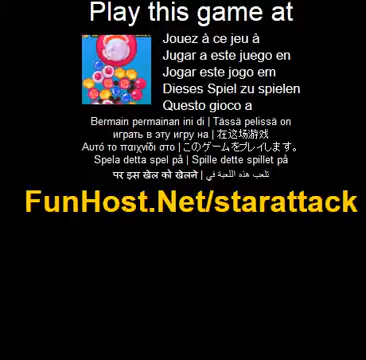 Play this game at
Jouez à ce jeu à
Jugar a este juego en
Jogar este jogo em
Dieses Spiel zu spielen
Questo gioco a
Bermain permainan ini di | Tässä pelissä on
играть в эту игру на | 在这场游戏
Αυτό το παιχνίδι στο | このゲームをプレイします。
Spela detta spel på | Spille dette spillet på
पर इस खेल को खेलने | تلعب هذه اللعبة في
FunHost.Net/starattack